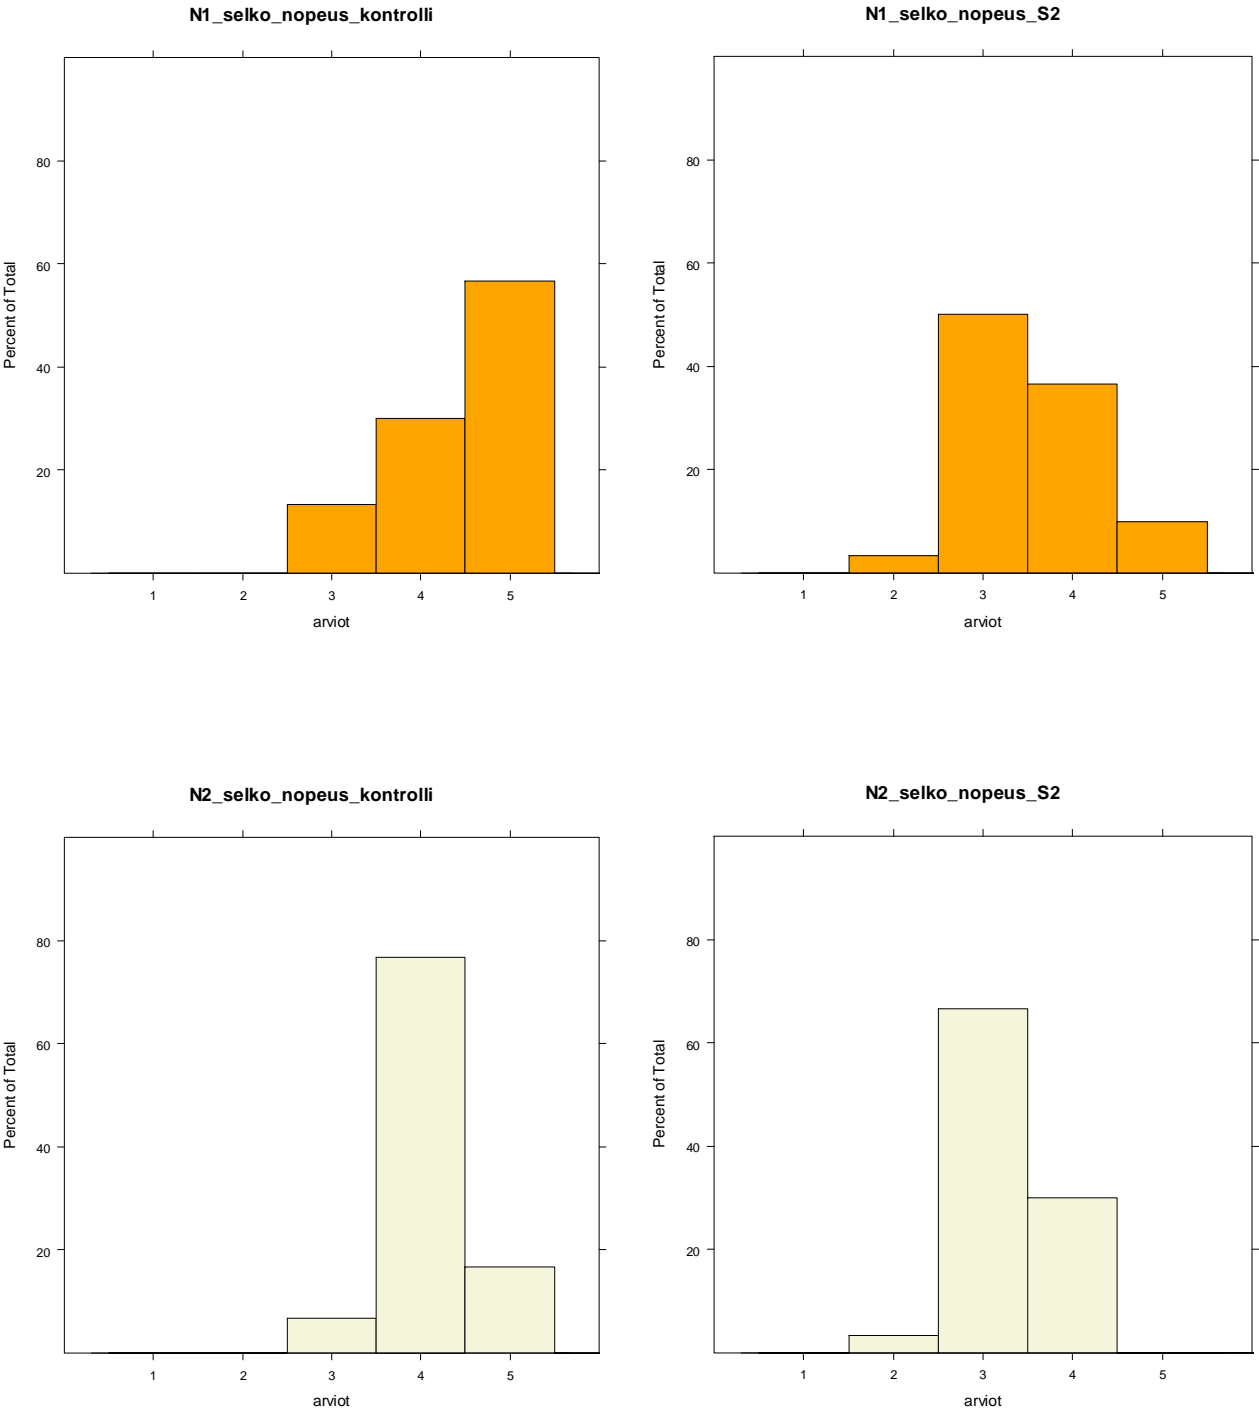 N1_selko_nopeus_kontrolli
80
60
40
20
Percent of Total
1 2 3 4 5
arviot
N1_selko_nopeus_S2
80
60
40
20
Percent of Total
1 2 3 4 5
arviot
N2_selko_nopeus_kontrolli
80
60
40
20
Percent of Total
1 2 3 4 5
arviot
N2_selko_nopeus_S2
80
60
40
20
Percent of Total
1 2 3 4 5
arviot